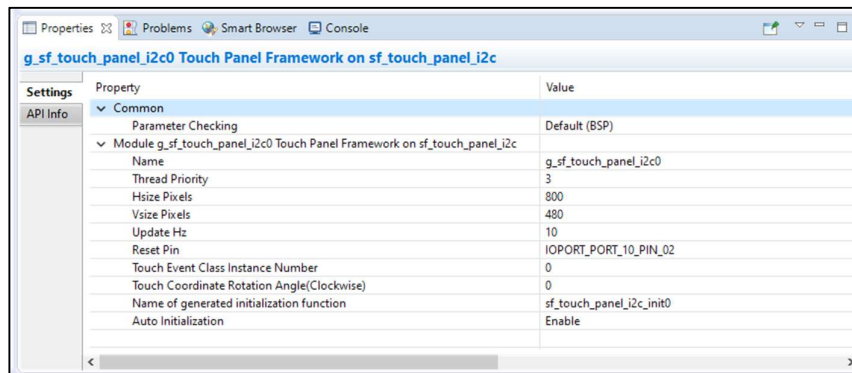 Properties Problems Smart Browser Console
g_sf_touch_panel_i2c0 Touch Panel Framework on sf_touch_panel_i2c
Settings
API Info
Property Value
Common
Parameter Checking Default (BSP)
Module g_sf_touch_panel_i2c0 Touch Panel Framework on sf_touch_panel_i2c
Name g_sf_touch_panel_i2c0
Thread Priority 3
Hsize Pixels 800
Vsize Pixels 480
Update Hz 10
Reset Pin IOPORT_PORT_10_PIN_02
Touch Event Class Instance Number 0
Touch Coordinate Rotation Angle(Clockwise) 0
Name of generated initialization function sf_touch_panel_i2c_init0
Auto Initialization Enable